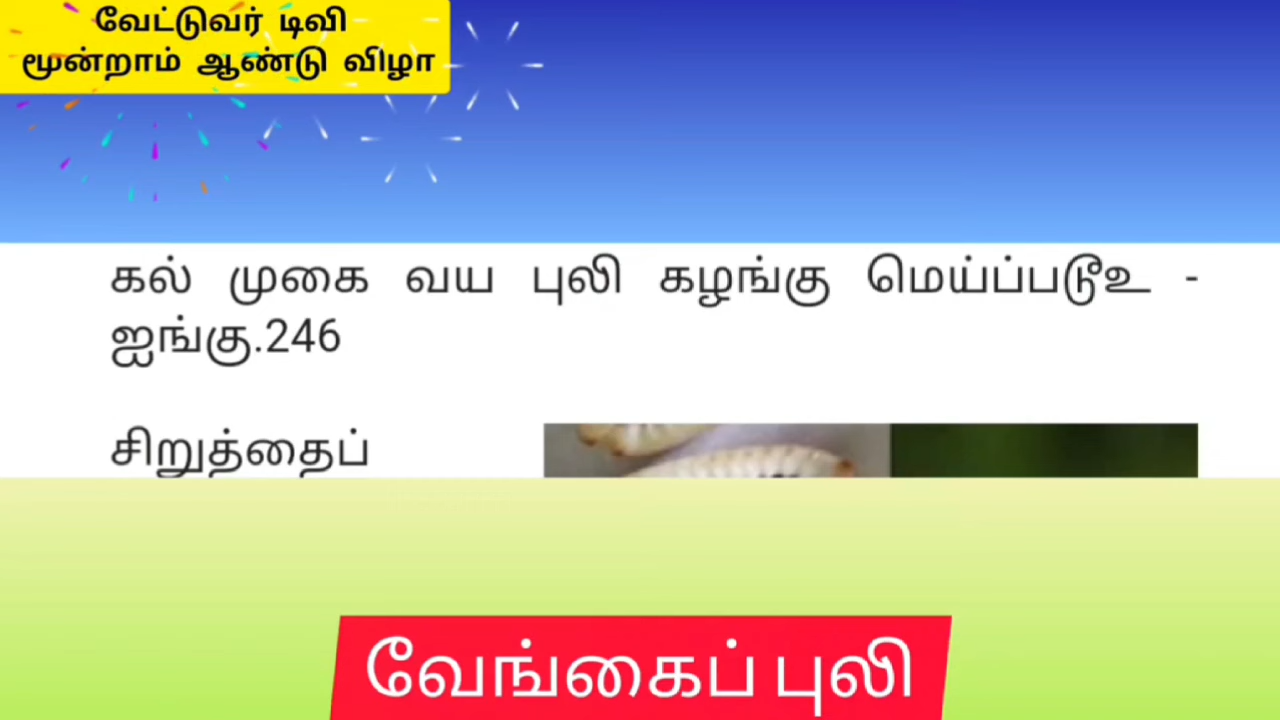 வேட்டுவர் டிவி
மூன்றாம் ஆண்டு விழா
கல் முகை வய புலி கழங்கு மெய்ப்படூஉ -
ஐங்கு.246
சிறுத்தைப்
வேங்கைப் புலி